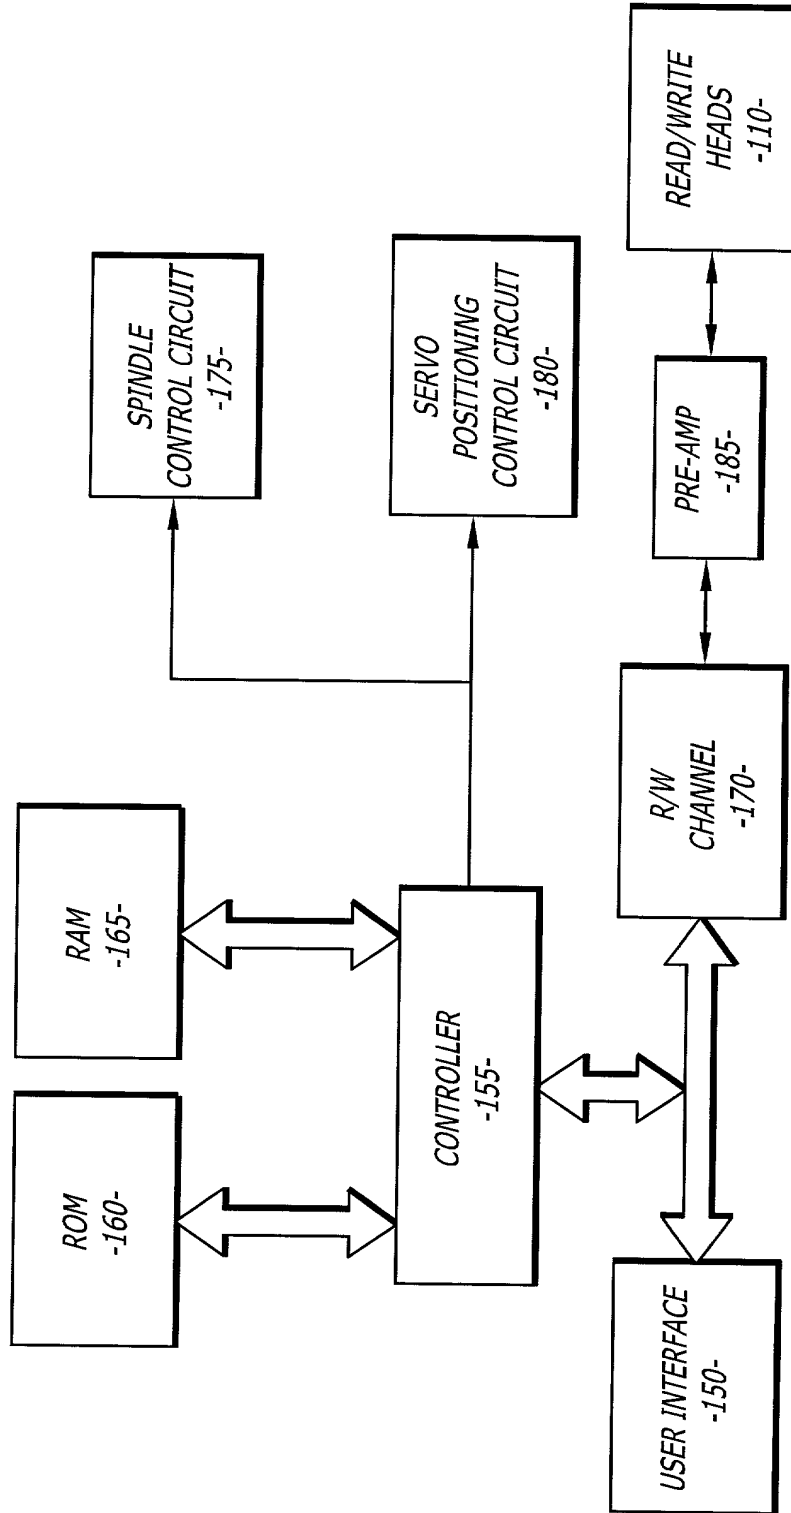 ROM
-160-
RAM
-165-
SPINDLE
CONTROL CIRCUIT
-175-
CONTROLLER
-155-
SERVO
POSITIONING
CONTROL CIRCUIT
-180-
USER INTERFACE
-150-
R/W
CHANNEL
-170-
PRE-AMP
-185-
READ/WRITE
HEADS
-110-